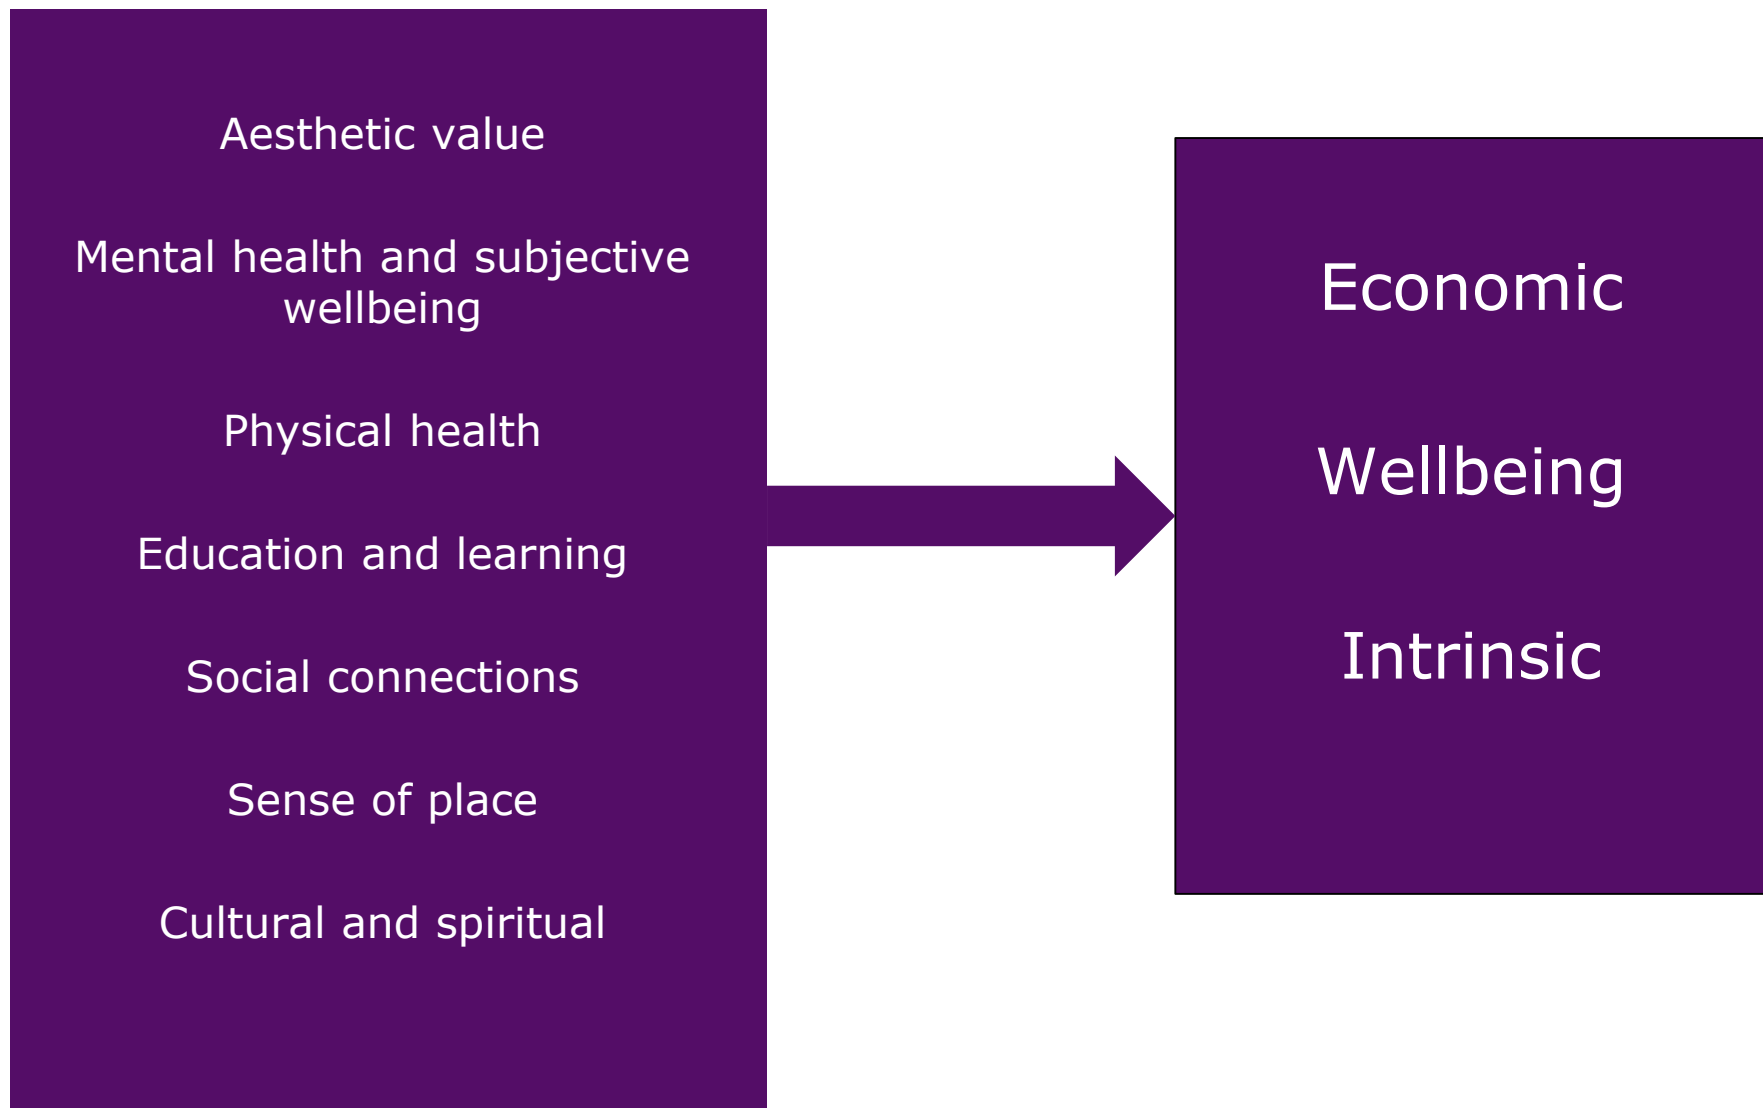 Aesthetic value
Mental health and subjective
wellbeing
Physical health
Education and learning
Social connections
Sense of place
Cultural and spiritual
Economic
Wellbeing
Intrinsic